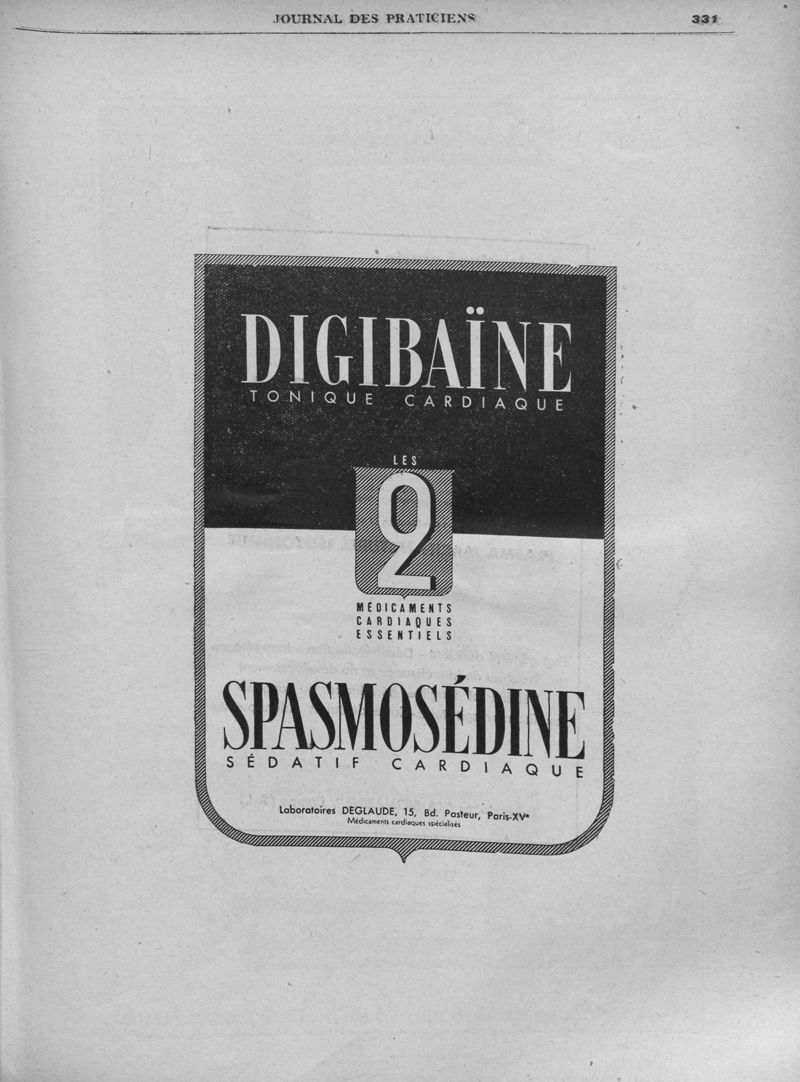 JOURNAL DES PRATICIENS 331
DIGIBAÏNE
TONIQUE CARDIAQUE
LES
2
MÉDICAMENTS
CARDIAQUES
ESSENTIELS
SPASMOSÉDINE
SÉDATIF CARDIAQUE
Laboratoires DEGLAUDE, 15, Bd. Pasteur, Paris-XVe
Médicaments cardiaques spécialisés